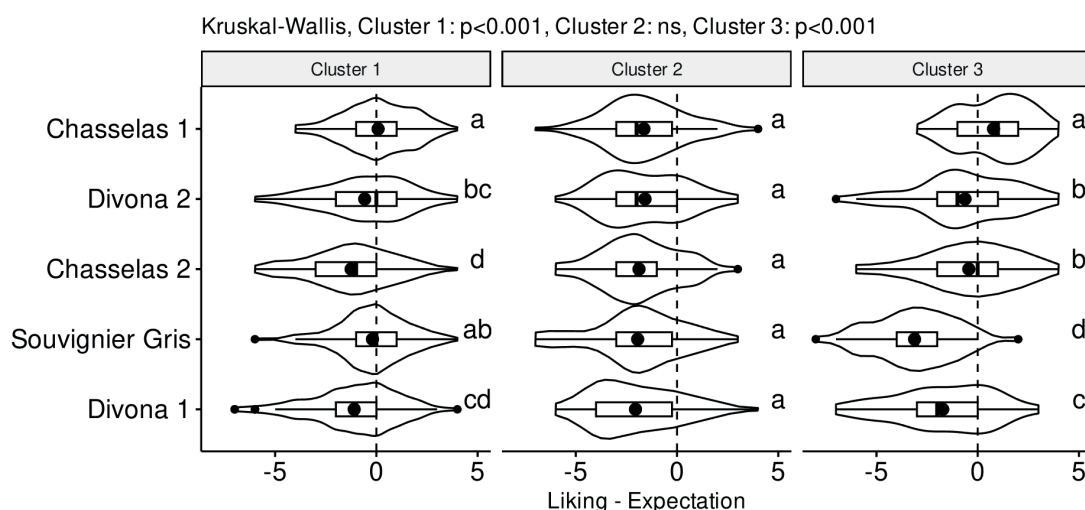 Kruskal-Wallis, Cluster 1: p<0.001, Cluster 2: ns, Cluster 3: p<0.001
Cluster 1 Cluster 2 Cluster 3
Chasselas 1 a a a
Divona 2 bc a b
Chasselas 2 d a b
Souvignier Gris ab a d
Divona 1 cd a c
-5 0 5 -5 0 5 -5 0 5
Liking - Expectation